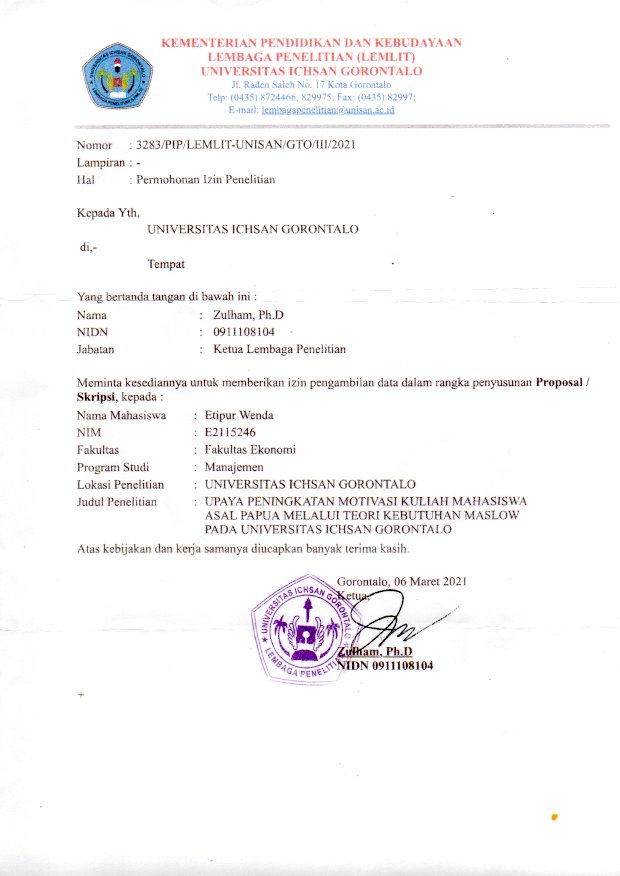 KEMENTERIAN PENDIDIKAN DAN KEBUDAYAAN
LEMBAGA PENELITIAN (LEMLIT)
UNIVERSITAS ICHSAN GORONTALO
Jl. Raden Saleh No. 17 Kota Gorontalo
Telp: (0435) 8724466, 829975; Fax: (0435) 82997;
E-mail: lembagapenelitian@unisan.ac.id
UNIVERSITAS ICHSAN GORONTALO
Nomor : 3283/PIP/LEMLIT-UNISAN/GTO/III/2021
Lampiran : -
Hal : Permohonan Izin Penelitian
Kepada Yth,
UNIVERSITAS ICHSAN GORONTALO
di,-
Tempat
Yang bertanda tangan di bawah ini :
Nama : Zulham, Ph.D
NIDN : 0911108104
Jabatan : Ketua Lembaga Penelitian
Meminta kesediannya untuk memberikan izin pengambilan data dalam rangka penyusunan Proposal /
Skripsi, kepada :
Nama Mahasiswa : Etipur Wenda
NIM : E2115246
Fakultas : Fakultas Ekonomi
Program Studi : Manajemen
Lokasi Penelitian : UNIVERSITAS ICHSAN GORONTALO
Judul Penelitian : UPAYA PENINGKATAN MOTIVASI KULIAH MAHASISWA
ASAL PAPUA MELALUI TEORI KEBUTUHAN MASLOW
PADA UNIVERSITAS ICHSAN GORONTALO
Atas kebijakan dan kerja samanya diucapkan banyak terima kasih.
Gorontalo, 06 Maret 2021
Ketua,
UNIVERSITAS ICHSAN GORONTALO
LEMBAGA PENELITIAN
Zulham, Ph.D
NIDN 0911108104
+